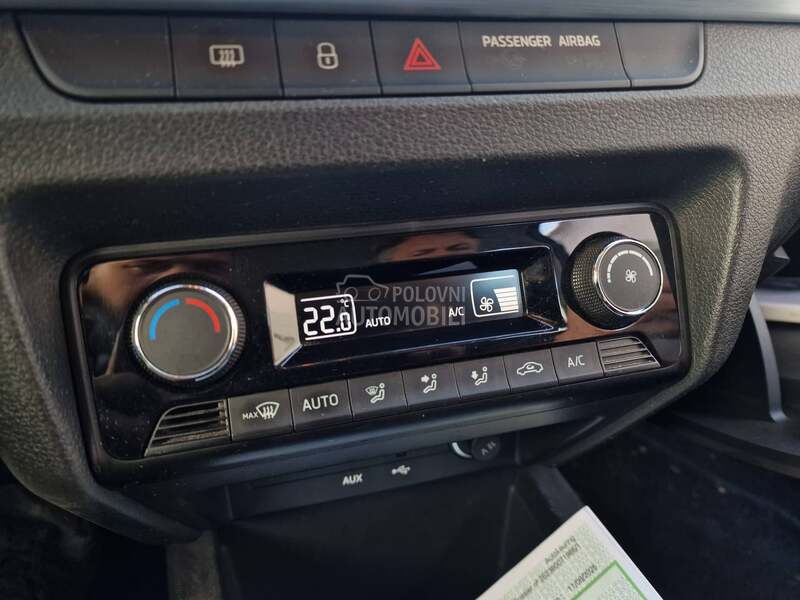 PASSENGER AIRBAG
22.0
°C
AUTO
A/C
POLOVNI
AUTOMOBILI
MAX
AUTO
A/C
AUX